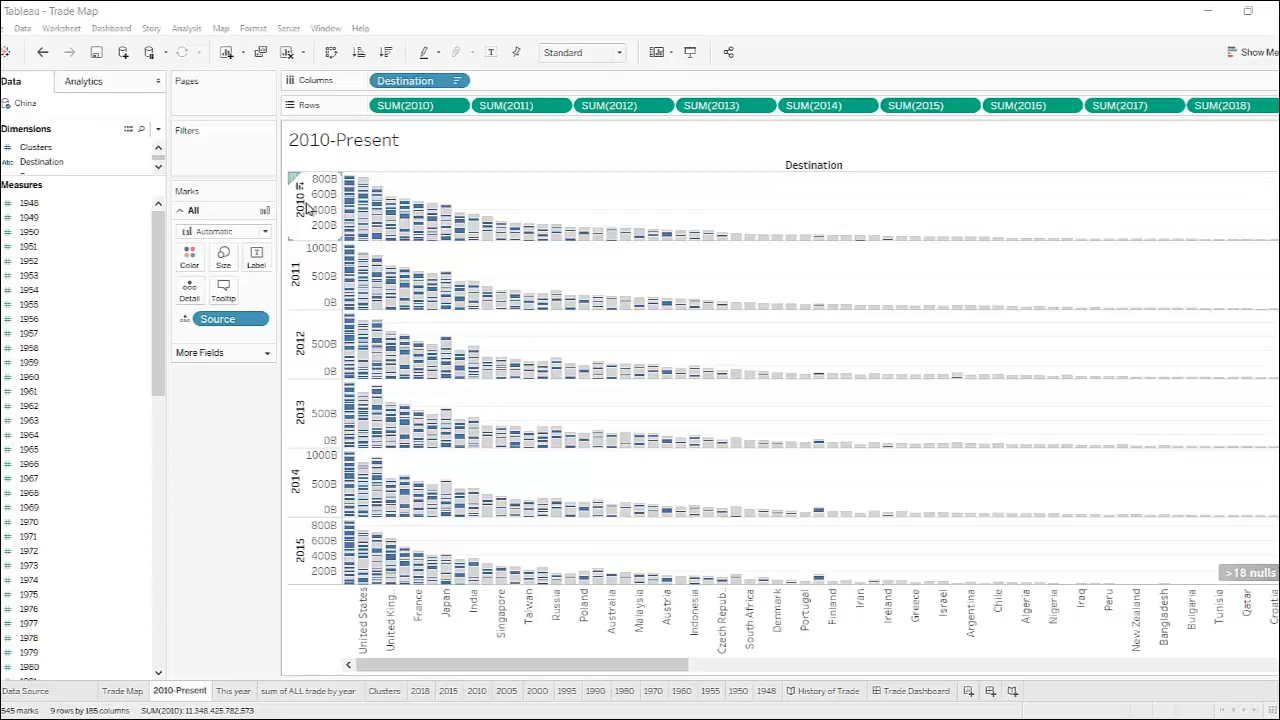 Tableau - Trade Map
Data Worksheet Dashboard Story Analysis Map Format Server Window Help
Standard
Show Me
Data Analytics
Pages
Columns
Destination
China
Rows
SUM(2010) SUM(2011) SUM(2012) SUM(2013) SUM(2014) SUM(2015) SUM(2016) SUM(2017) SUM(2018)
Dimensions
Filters
Clusters
Abc Destination
Measures
Marks
All
Automatic
Color Size Label
Detail Tooltip
Source
More Fields
1948
1949
1950
1951
1952
1953
1954
1955
1956
1957
1958
1959
1960
1961
1962
1963
1964
1965
1966
1967
1968
1969
1970
1971
1972
1973
1974
1975
1976
1977
1978
1979
1980
2010-Present
Destination
2010
800B
600B
400B
200B
2011
1000B
500B
0B
2012
500B
0B
2013
500B
0B
2014
1000B
500B
0B
2015
800B
600B
400B
200B
>18 nulls
United States
United King..
France
Japan
India
Singapore
Taiwan
Russia
Poland
Australia
Malaysia
Austria
Indonesia
Czech Repub..
South Africa
Denmark
Portugal
Finland
Iran
Ireland
Greece
Israel
Argentina
Chile
Algeria
Nigeria
Iraq
Peru
New Zealand
Bangladesh
Bulgaria
Tunisia
Qatar
Data Source Trade Map 2010-Present This year sum of ALL trade by year Clusters 2018 2015 2010 2005 2000 1995 1990 1980 1970 1960 1955 1950 1948 History of Trade Trade Dashboard
545 marks 9 rows by 185 columns SUM(2010): 11,348,425,782,573